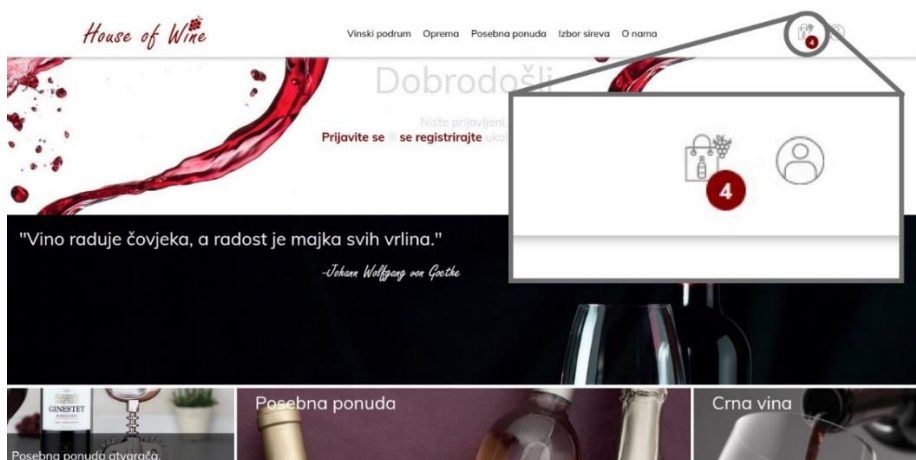 House of Wine
Vinski podrum Oprema Posebna ponuda Izbor sireva O nama
4
Dobrodošli
Niste prijavljeni.
Prijavite se ili se registrirajte
4
"Vino raduje čovjeka, a radost je majka svih vrlina."
-Johann Wolfgang von Goethe
GINESTET
Posebna ponuda otvarača,
Posebna ponuda
Crna vina